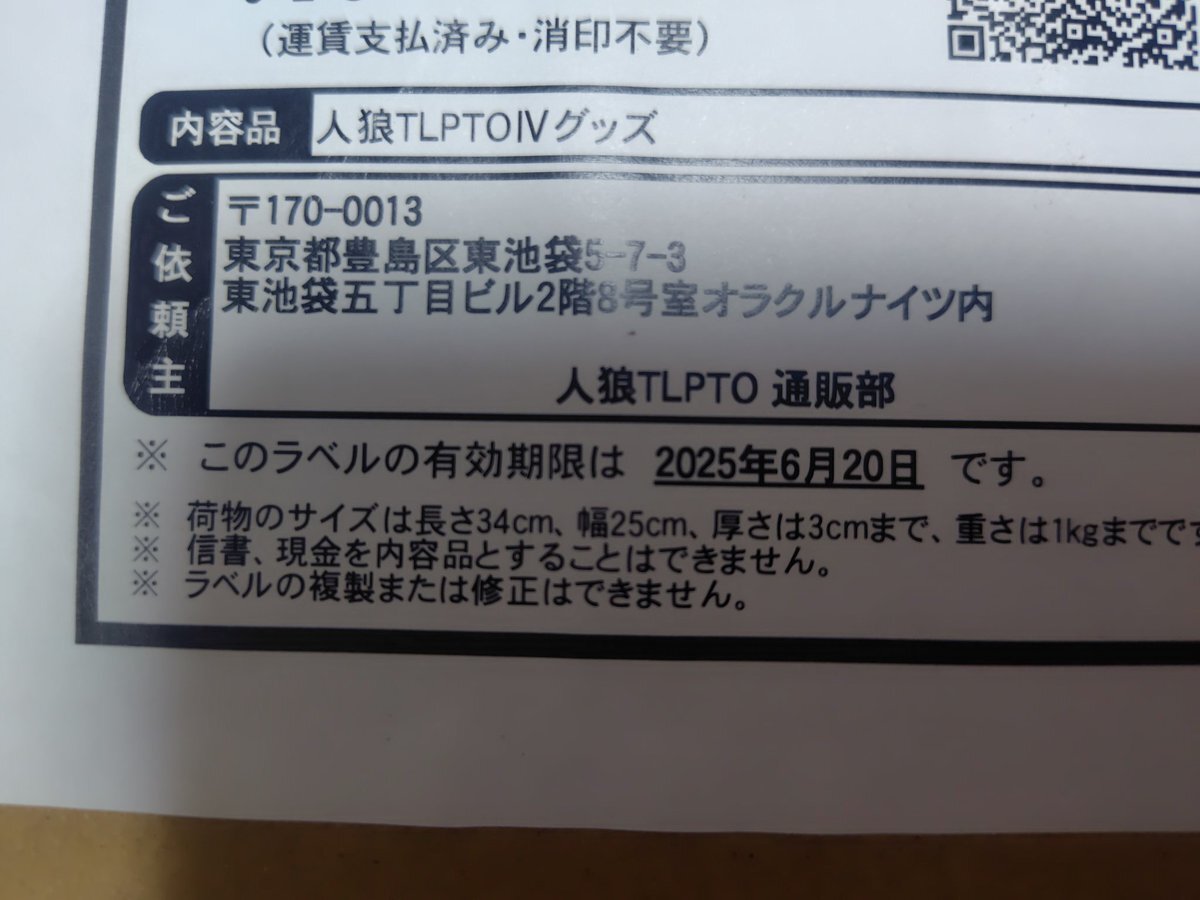 （運賃支払済み・消印不要）
内容品 人狼TLPTOⅣグッズ
ご依頼主
〒170-0013
東京都豊島区東池袋5-7-3
東池袋五丁目ビル2階8号室オラクルナイツ内
人狼TLPTO 通販部
※ このラベルの有効期限は 2025年6月20日 です。
※ 荷物のサイズは長さ34cm、幅25cm、厚さは3cmまで、重さは1kgまでで
※ 信書、現金を内容品とすることはできません。
※ ラベルの複製または修正はできません。